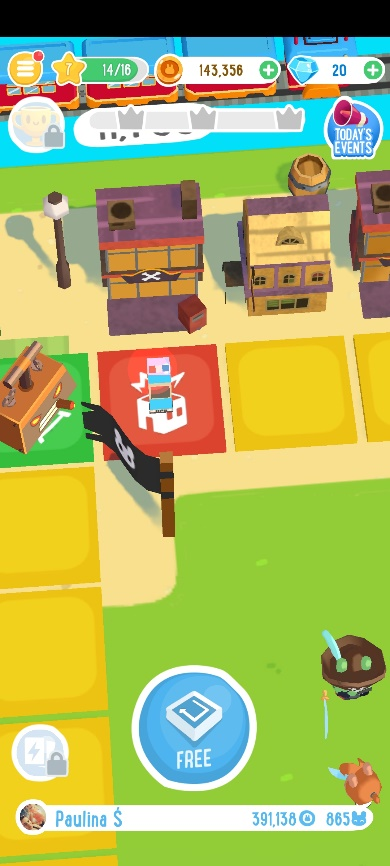 7
14/16
143,356
20
TODAY'S
EVENTS
FREE
Paulina $
391,138
865